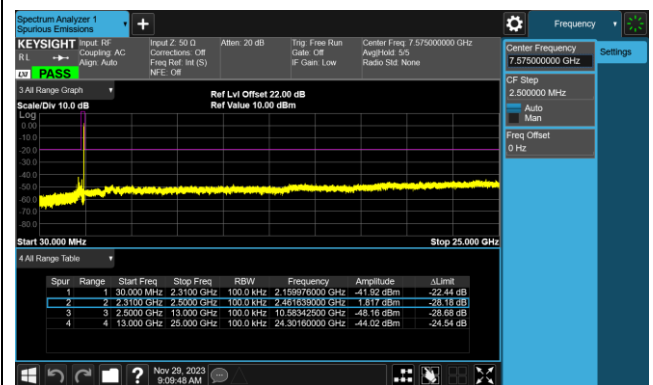 Spectrum Analyzer 1
Spurious Emissions
Frequency
KEYSIGHT
Input: RF
Input Z: 50 Ω
Atten: 20 dB
Trig: Free Run
Center Freq: 7.575000000 GHz
RL
Coupling: AC
Corrections: Off
Gate: Off
Avg|Hold: 5/5
Align: Auto
Freq Ref: Int (S)
IF Gain: Low
Radio Std: None
LXI
PASS
NFE: Off
Center Frequency
7.575000000 GHz
Settings
CF Step
2.500000 MHz
Auto
Man
Freq Offset
0 Hz
3 All Range Graph
Ref Lvl Offset 22.00 dB
Scale/Div 10.0 dB
Ref Value 10.00 dBm
Log
0.00
-10.0
-20.0
-30.0
-40.0
-50.0
-60.0
-70.0
-80.0
Start 30.000 MHz
Stop 25.000 GHz
4 All Range Table
Spur Range Start Freq Stop Freq RBW Frequency Amplitude ΔLimit
1 1 30.000 MHz 2.3100 GHz 100.0 kHz 2.159976000 GHz -41.92 dBm -22.44 dB
2 2 2.3100 GHz 2.5000 GHz 100.0 kHz 2.461639000 GHz 1.817 dBm -28.18 dB
3 3 2.5000 GHz 13.000 GHz 100.0 kHz 10.58342500 GHz -48.16 dBm -28.68 dB
4 4 13.000 GHz 25.000 GHz 100.0 kHz 24.30160000 GHz -44.02 dBm -24.54 dB
Nov 29, 2023
9:09:48 AM